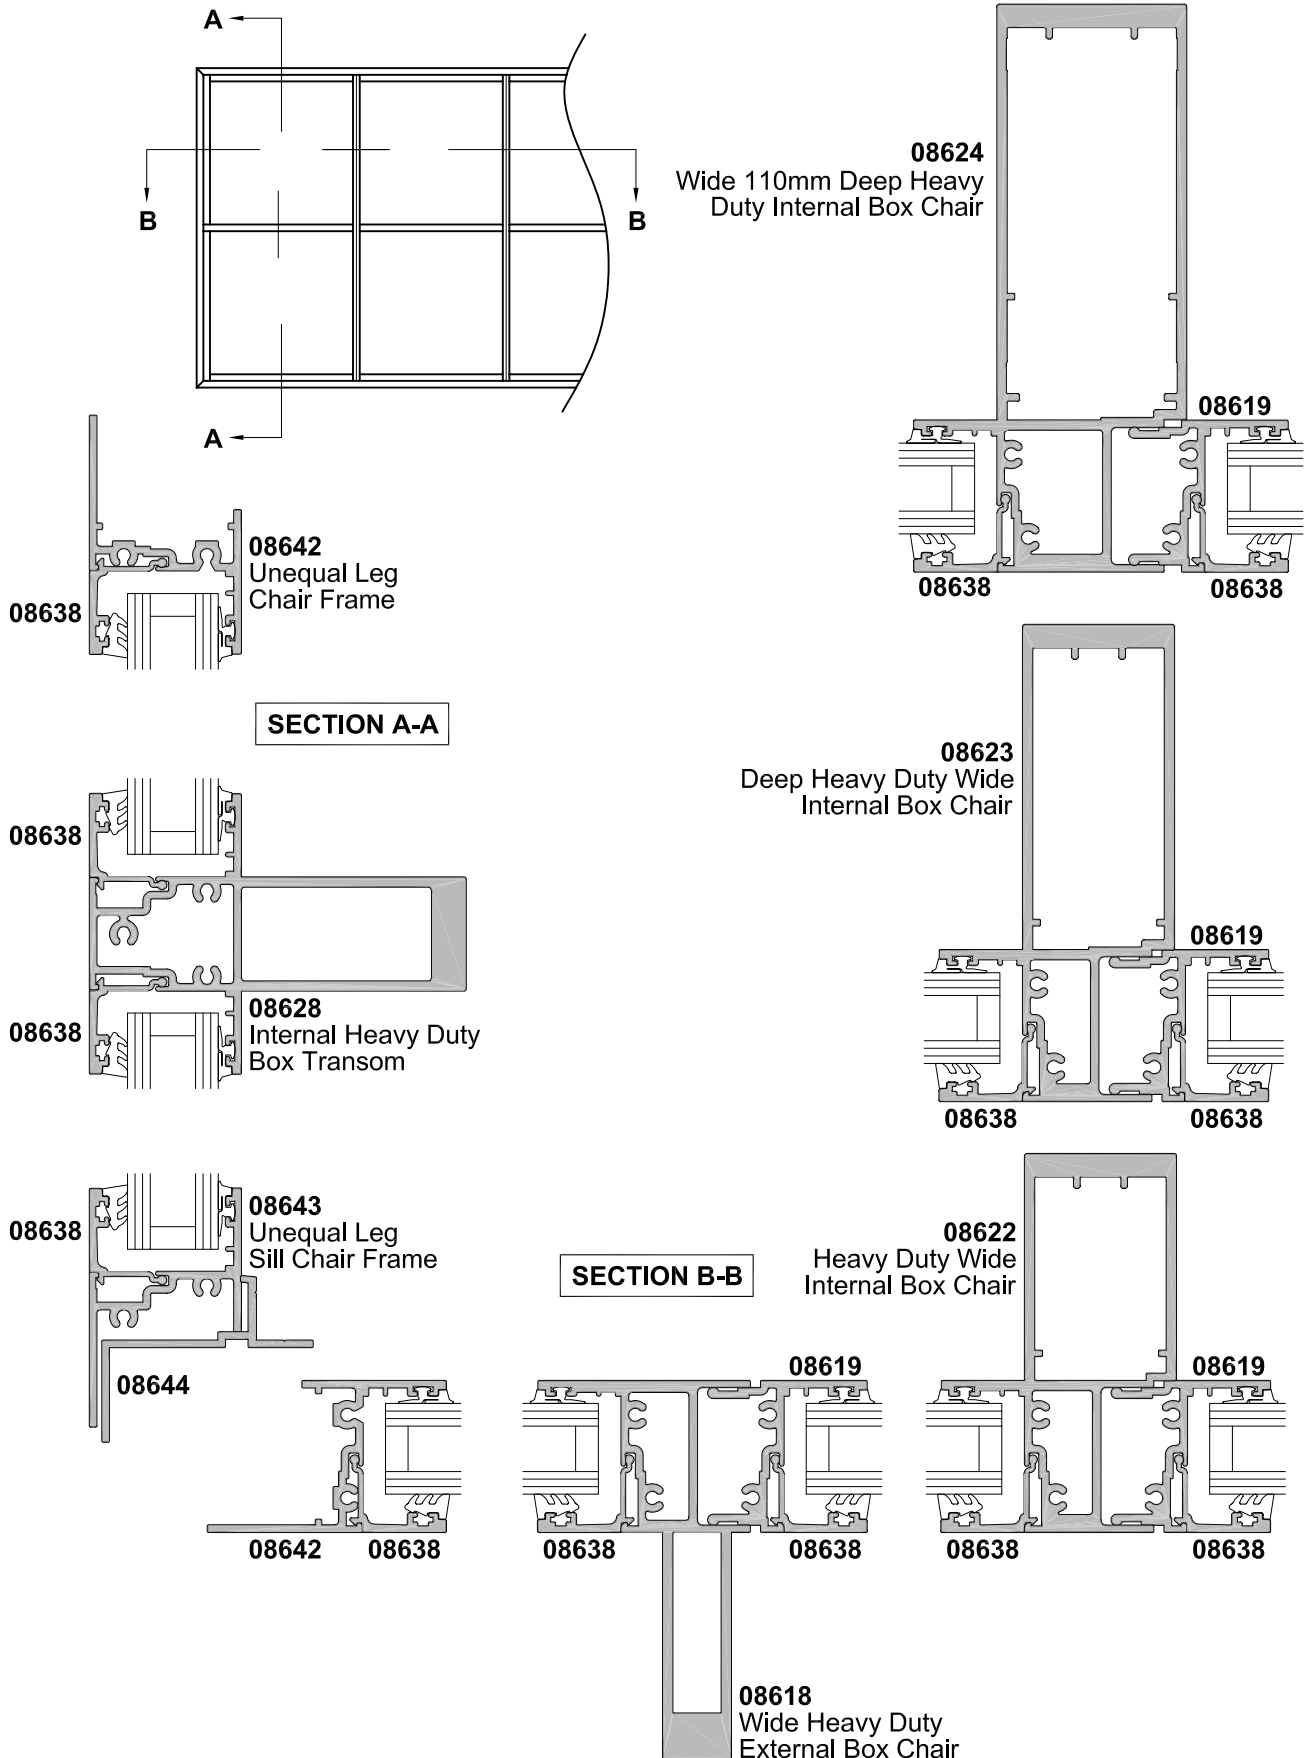 A
B
B
A
08624
Wide 110mm Deep Heavy
Duty Internal Box Chair
08619
08638
08638
08642
Unequal Leg
Chair Frame
08638
SECTION A-A
08623
Deep Heavy Duty Wide
Internal Box Chair
08619
08638
08638
08638
08638
08628
Internal Heavy Duty
Box Transom
08638
08643
Unequal Leg
Sill Chair Frame
08644
SECTION B-B
08622
Heavy Duty Wide
Internal Box Chair
08619
08619
08642
08638
08638
08638
08638
08638
08618
Wide Heavy Duty
External Box Chair